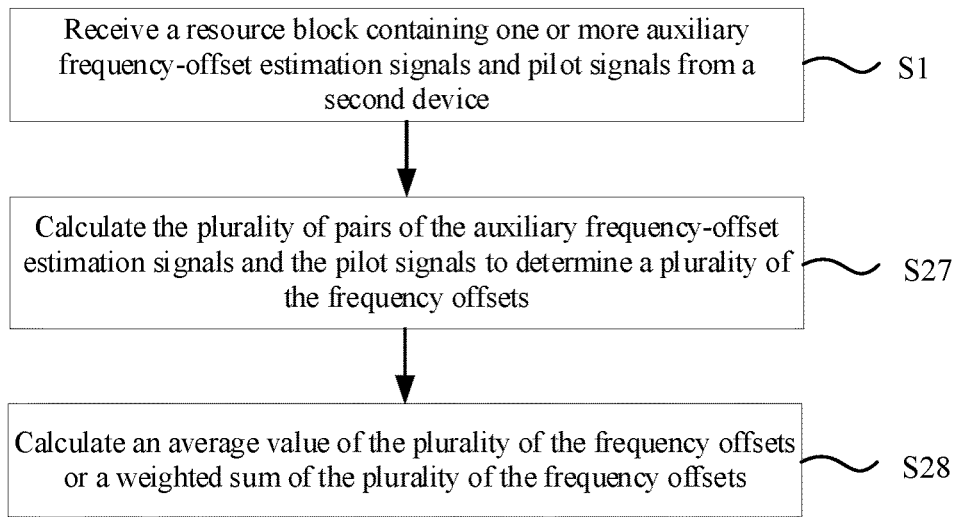 Receive a resource block containing one or more auxiliary
frequency-offset estimation signals and pilot signals from a
second device
S1
Calculate the plurality of pairs of the auxiliary frequency-offset
estimation signals and the pilot signals to determine a plurality of
the frequency offsets
S27
Calculate an average value of the plurality of the frequency offsets
or a weighted sum of the plurality of the frequency offsets
S28